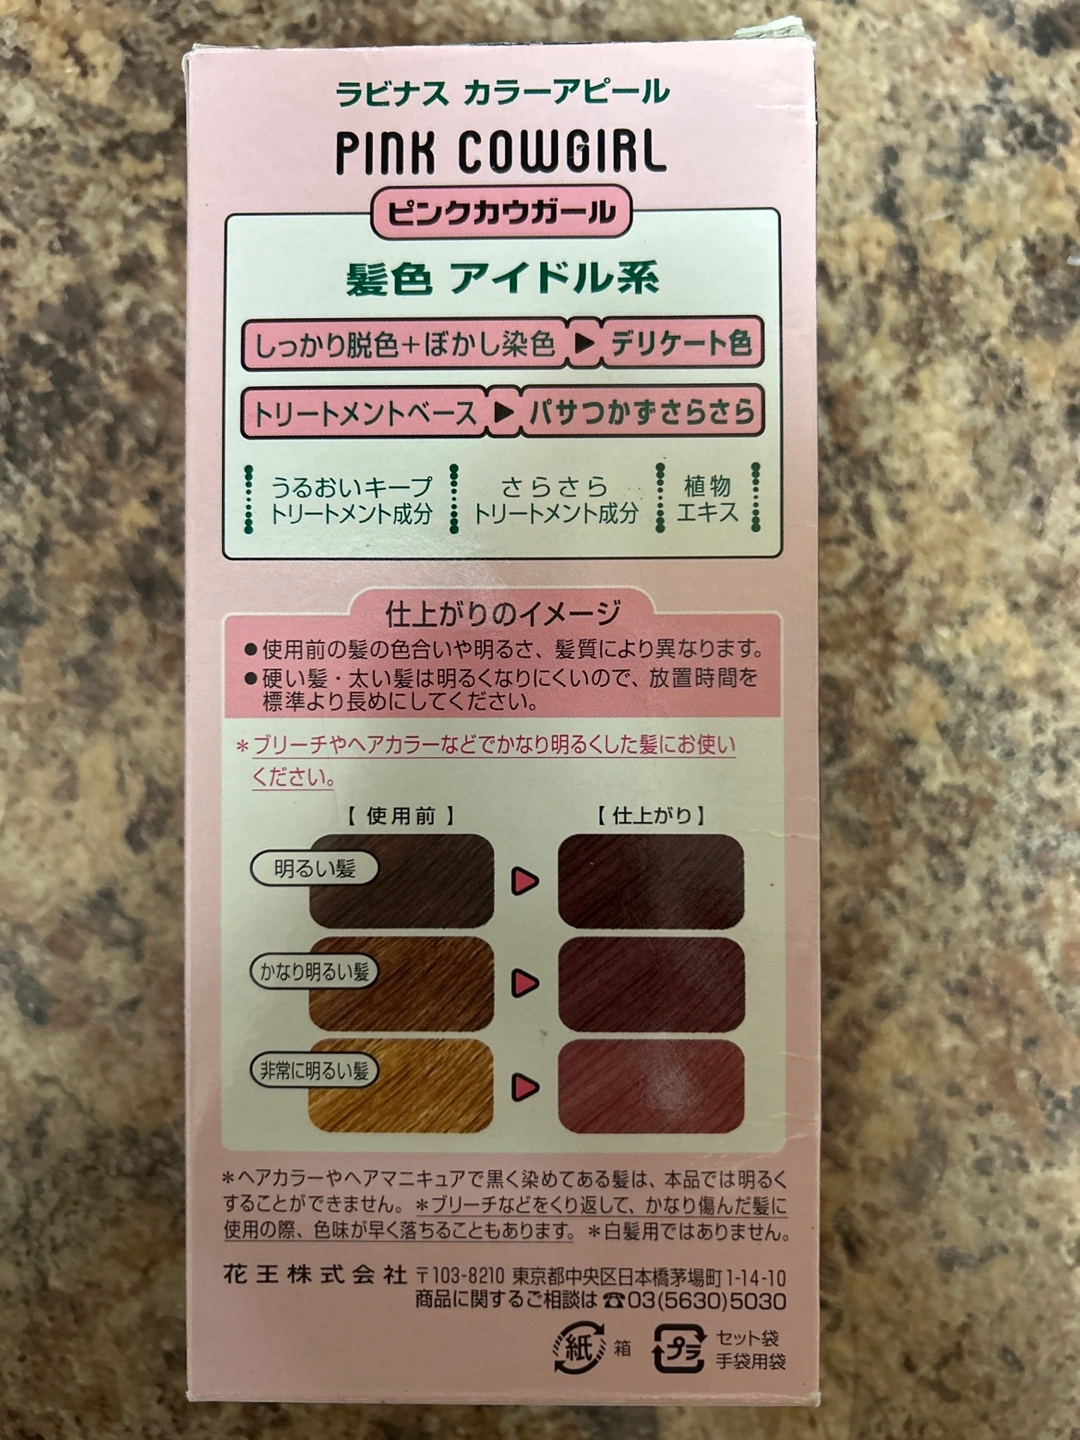 ラビナス カラーアピール
PINK COWGIRL
ピンクカウガール
髪色 アイドル系
しっかり脱色+ぼかし染色 ▶ デリケート色
トリートメントベース ▶ パサつかずさらさら
うるおいキープ
トリートメント成分
さらさら
トリートメント成分
植物
エキス
仕上がりのイメージ
●使用前の髪の色合いや明るさ、髪質により異なります。
●硬い髪・太い髪は明るくなりにくいので、放置時間を
標準より長めにしてください。
*ブリーチやヘアカラーなどでかなり明るくした髪にお使い
ください。
【使用前】 【仕上がり】
明るい髪
かなり明るい髪
非常に明るい髪
*ヘアカラーやヘアマニキュアで黒く染めてある髪は、本品では明るく
することができません。*ブリーチなどをくり返して、かなり傷んだ髪に
使用の際、色味が早く落ちることもあります。*白髪用ではありません。
花王株式会社 〒103-8210 東京都中央区日本橋茅場町1-14-10
商品に関するご相談は☎03(5630)5030
紙 箱
プラ セット袋
手袋用袋